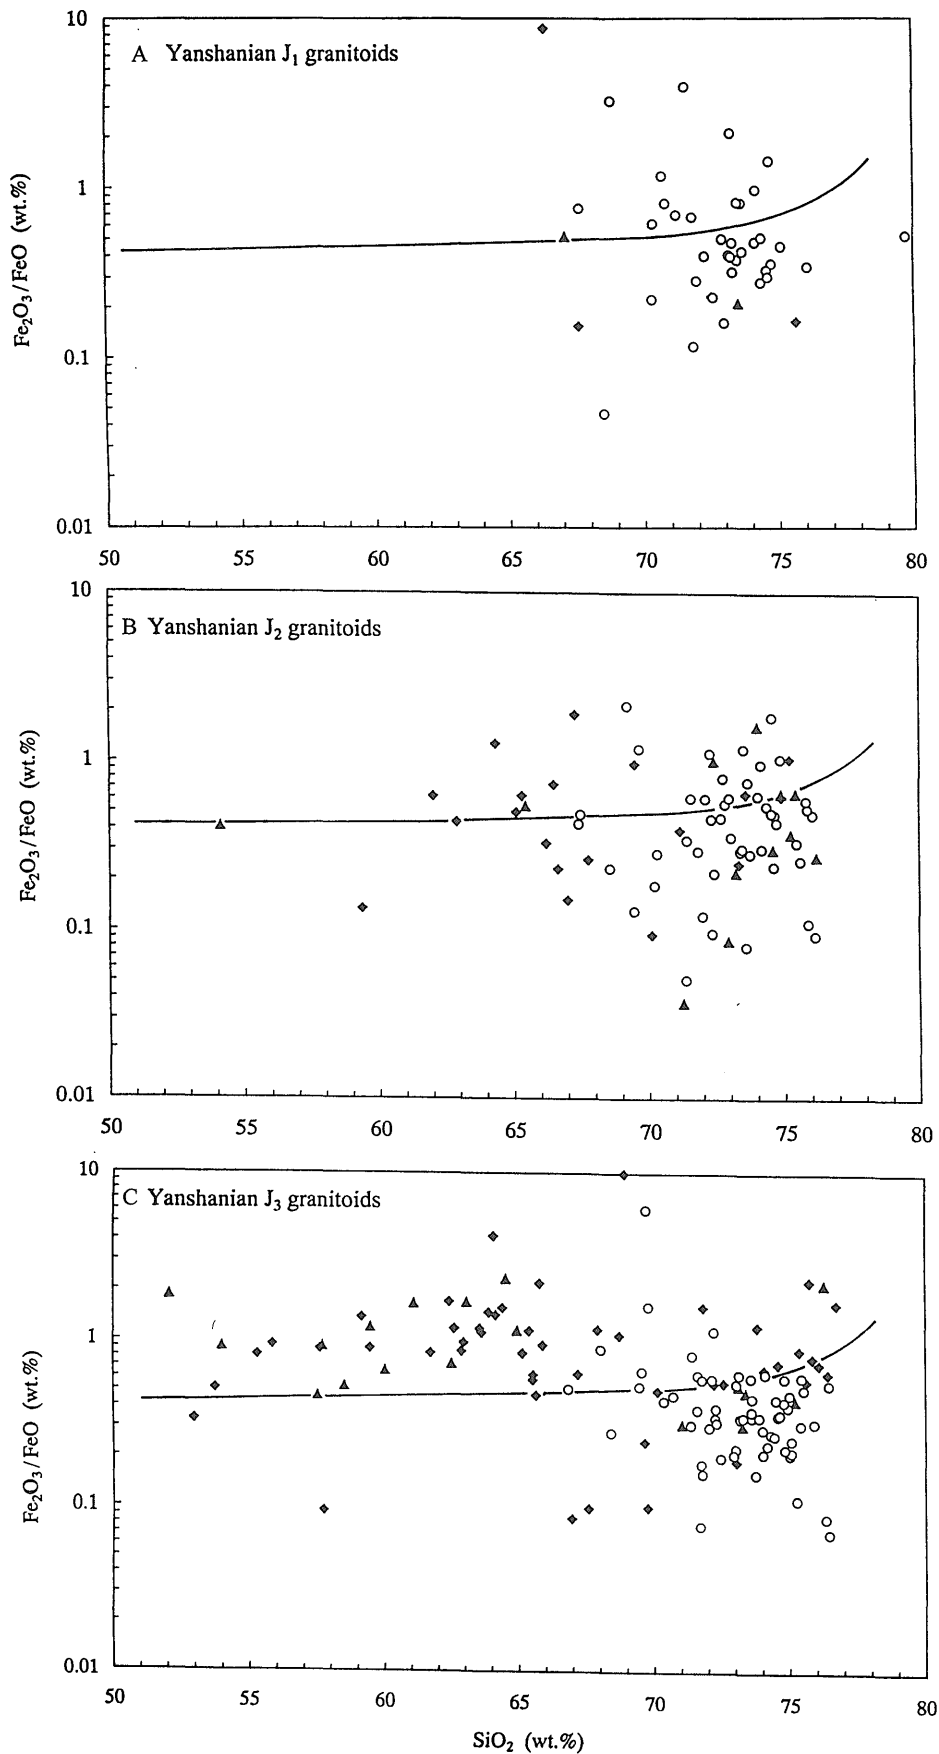 10
A Yanshanian J₁ granitoids
1
Fe₂O₃/FeO (wt.%)
0.1
0.01
50 55 60 65 70 75 80
10
B Yanshanian J₂ granitoids
1
Fe₂O₃/FeO (wt.%)
0.1
0.01
50 55 60 65 70 75 80
10
C Yanshanian J₃ granitoids
1
Fe₂O₃/FeO (wt.%)
0.1
0.01
50 55 60 65 70 75 80
SiO₂ (wt.%)